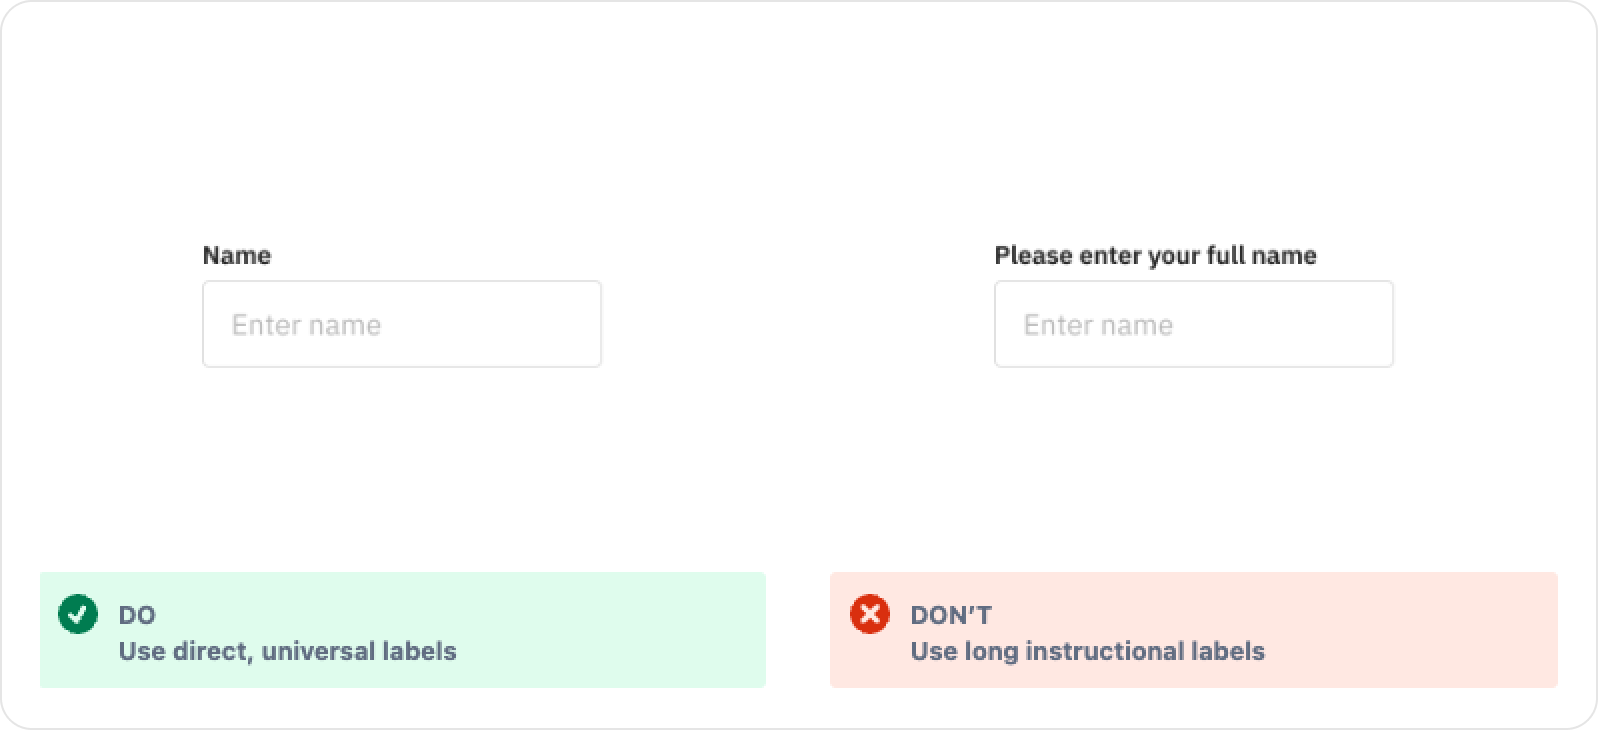 Name
Enter name
Please enter your full name
Enter name
DO
Use direct, universal labels
DON'T
Use long instructional labels